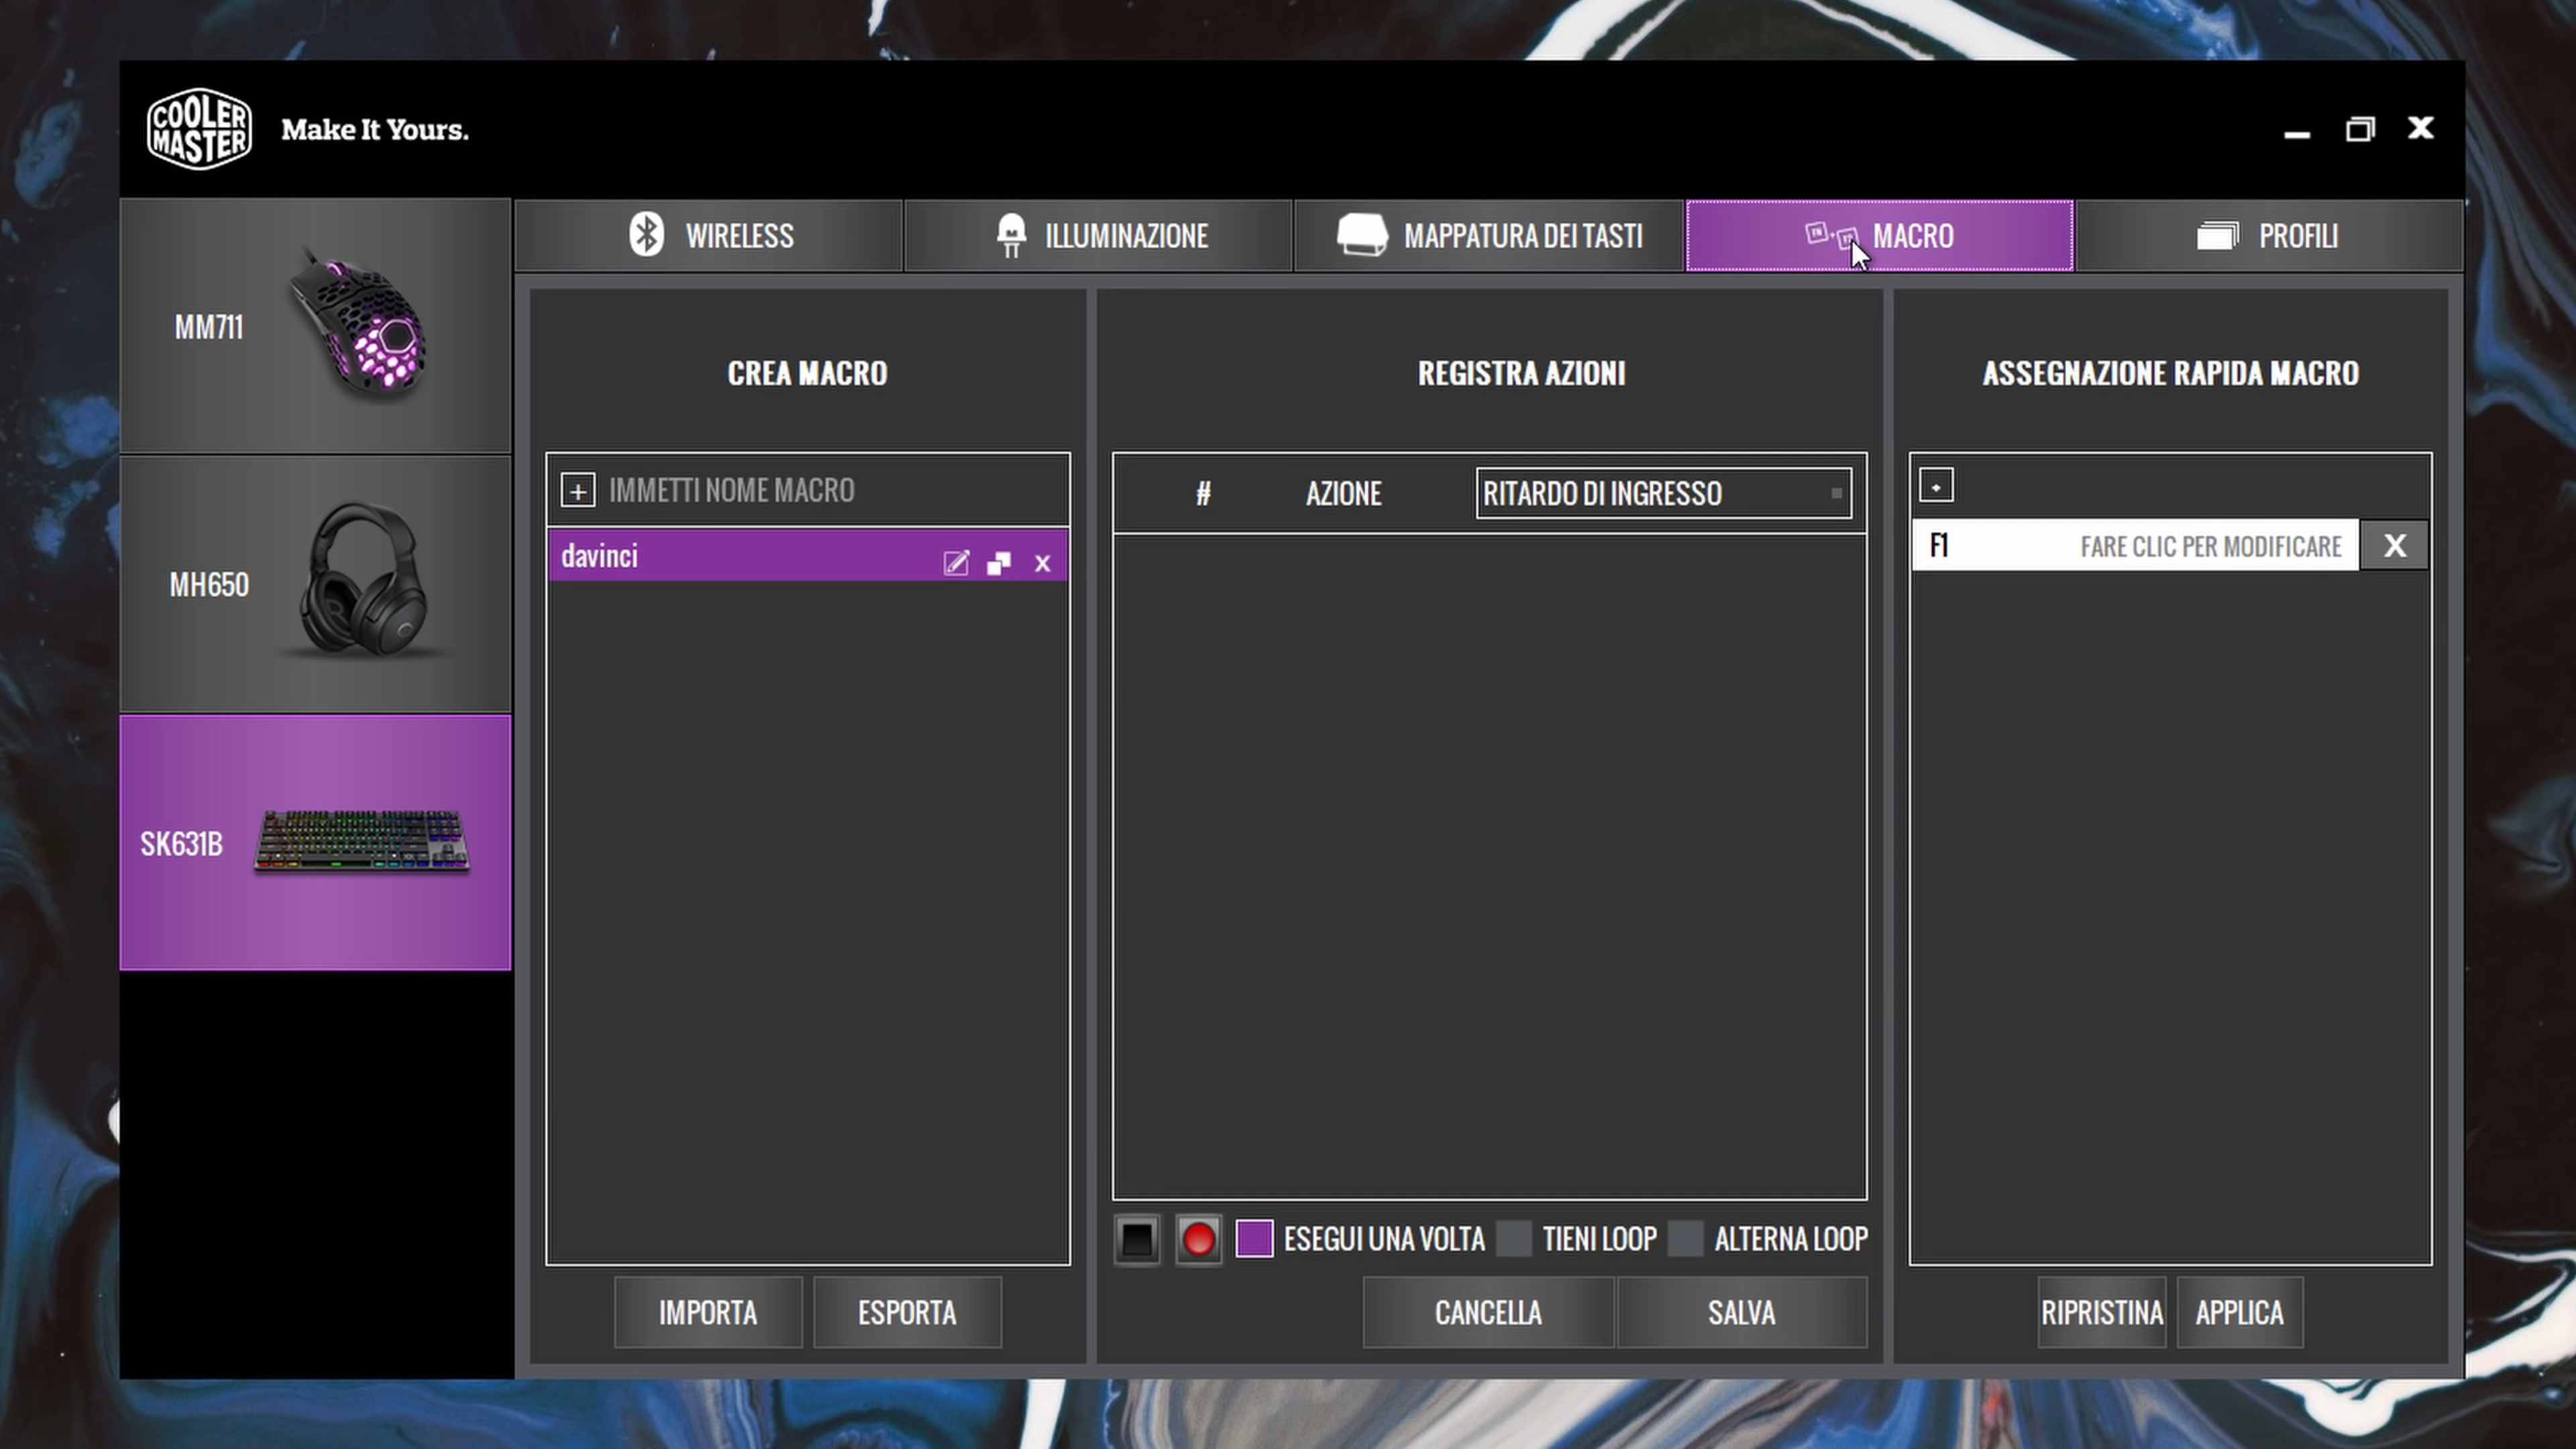 COOLER
MASTER
Make It Yours.
WIRELESS
ILLUMINAZIONE
MAPPATURA DEI TASTI
MACRO
PROFILI
MM711
MH650
SK631B
CREA MACRO
IMMETTI NOME MACRO
davinci
IMPORTA
ESPORTA
REGISTRA AZIONI
# AZIONE RITARDO DI INGRESSO
ESEGUI UNA VOLTA TIENI LOOP ALTERNA LOOP
CANCELLA
SALVA
ASSEGNAZIONE RAPIDA MACRO
F1 FARE CLIC PER MODIFICARE X
RIPRISTINA
APPLICA